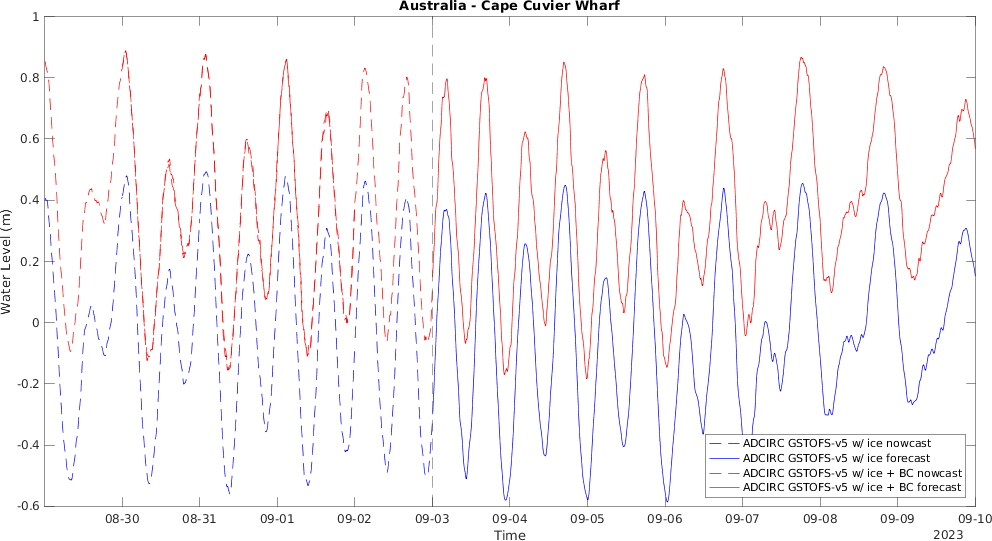 Australia - Cape Cuvier Wharf
1
0.8
0.6
0.4
0.2
0
-0.2
-0.4
-0.6
Water Level (m)
ADCIRC GSTOFS-v5 w/ ice nowcast
ADCIRC GSTOFS-v5 w/ ice forecast
ADCIRC GSTOFS-v5 w/ ice + BC nowcast
ADCIRC GSTOFS-v5 w/ ice + BC forecast
08-30 08-31 09-01 09-02 09-03 09-04 09-05 09-06 09-07 09-08 09-09 09-10
Time
2023